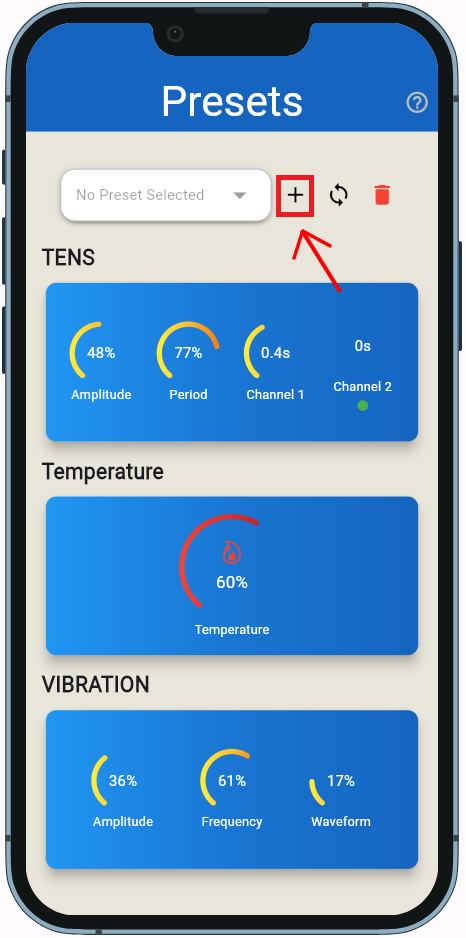 Presets
No Preset Selected
TENS
48% 77% 0.4s 0s
Amplitude Period Channel 1 Channel 2
Temperature
60%
Temperature
VIBRATION
36% 61% 17%
Amplitude Frequency Waveform